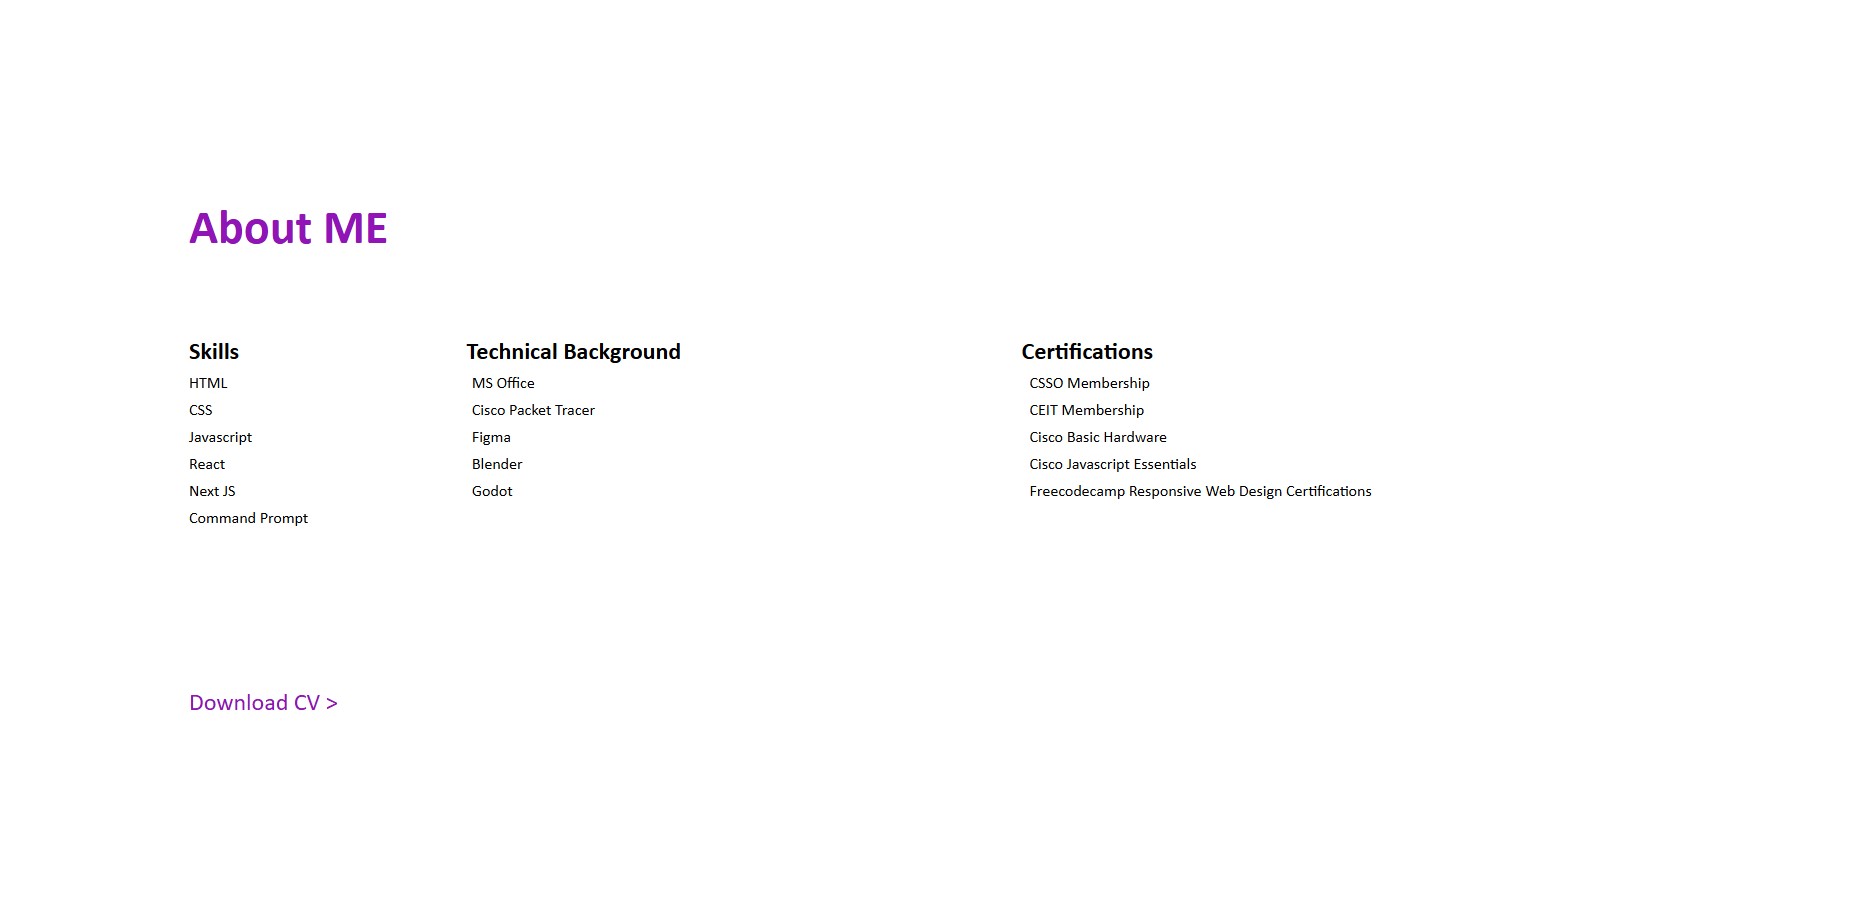 About ME
Skills
HTML
CSS
Javascript
React
Next JS
Command Prompt
Technical Background
MS Office
Cisco Packet Tracer
Figma
Blender
Godot
Certifications
CSSO Membership
CEIT Membership
Cisco Basic Hardware
Cisco Javascript Essentials
Freecodecamp Responsive Web Design Certifications
Download CV >